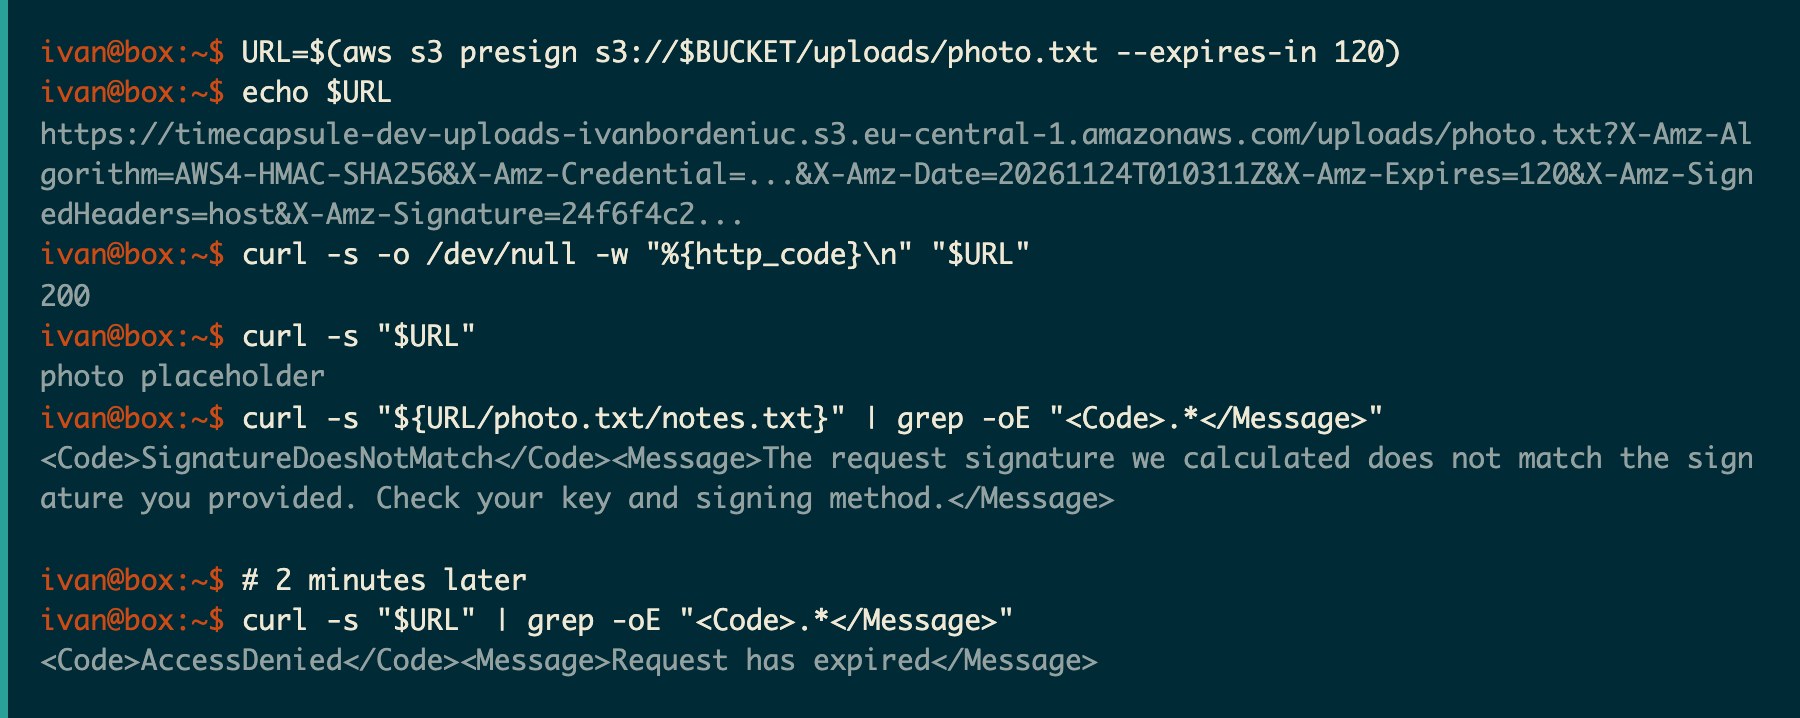 ivan@box:~$ URL=$(aws s3 presign s3://$BUCKET/uploads/photo.txt --expires-in 120)
ivan@box:~$ echo $URL
https://timecapsule-dev-uploads-ivanbordeniuc.s3.eu-central-1.amazonaws.com/uploads/photo.txt?X-Amz-Al
gorithm=AWS4-HMAC-SHA256&X-Amz-Credential=...&X-Amz-Date=20261124T010311Z&X-Amz-Expires=120&X-Amz-Sign
edHeaders=host&X-Amz-Signature=24f6f4c2...
ivan@box:~$ curl -s -o /dev/null -w "%{http_code}\n" "$URL"
200
ivan@box:~$ curl -s "$URL"
photo placeholder
ivan@box:~$ curl -s "${URL/photo.txt/notes.txt}" | grep -oE "<Code>.*</Message>"
<Code>SignatureDoesNotMatch</Code><Message>The request signature we calculated does not match the sign
ature you provided. Check your key and signing method.</Message>
ivan@box:~$ # 2 minutes later
ivan@box:~$ curl -s "$URL" | grep -oE "<Code>.*</Message>"
<Code>AccessDenied</Code><Message>Request has expired</Message>